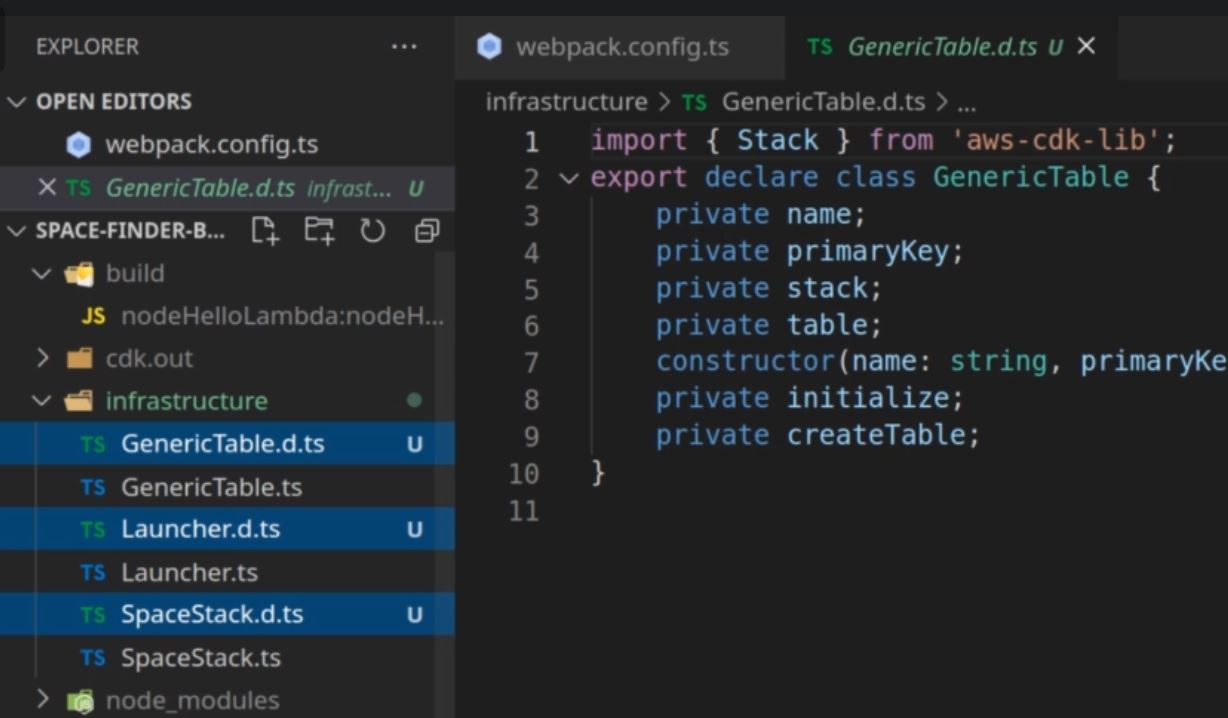 EXPLORER ...
OPEN EDITORS
webpack.config.ts
TS GenericTable.d.ts infrast... U
SPACE-FINDER-B...
build
JS nodeHelloLambda:nodeH...
cdk.out
infrastructure
TS GenericTable.d.ts U
TS GenericTable.ts
TS Launcher.d.ts U
TS Launcher.ts
TS SpaceStack.d.ts U
TS SpaceStack.ts
node_modules
webpack.config.ts TS GenericTable.d.ts U
infrastructure > TS GenericTable.d.ts > ...
1 import { Stack } from 'aws-cdk-lib';
2 export declare class GenericTable {
3 private name;
4 private primaryKey;
5 private stack;
6 private table;
7 constructor(name: string, primaryKe
8 private initialize;
9 private createTable;
10 }
11